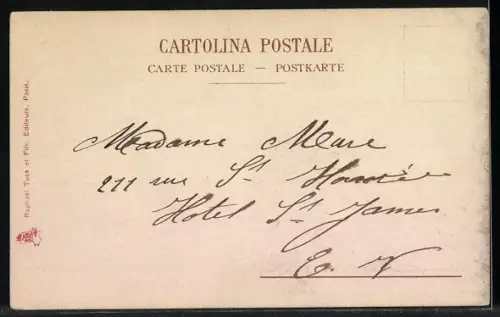 CARTOLINA POSTALE
CARTE POSTALE — POSTKARTE
Raphael Tuck et Fils, Editeurs, Paris.
Madame Mare
211 rue St Honoré
Hotel St James
E. V